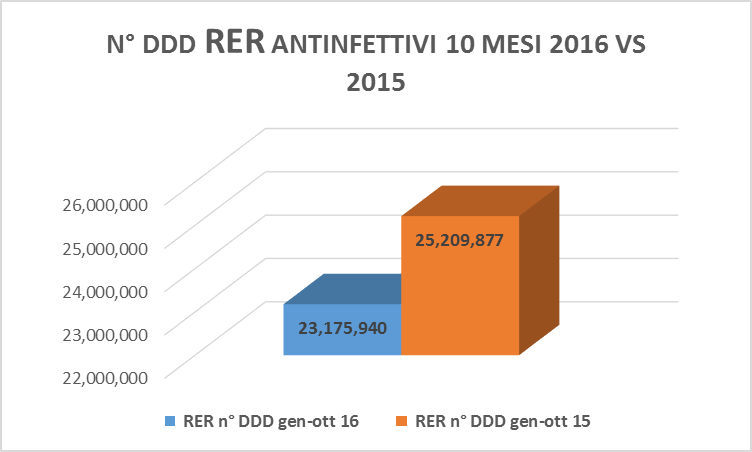 N° DDD RER ANTINFETTIVI 10 MESI 2016 VS
2015
26,000,000
25,000,000
24,000,000
23,000,000
22,000,000
25,209,877
23,175,940
RER n° DDD gen-ott 16
RER n° DDD gen-ott 15